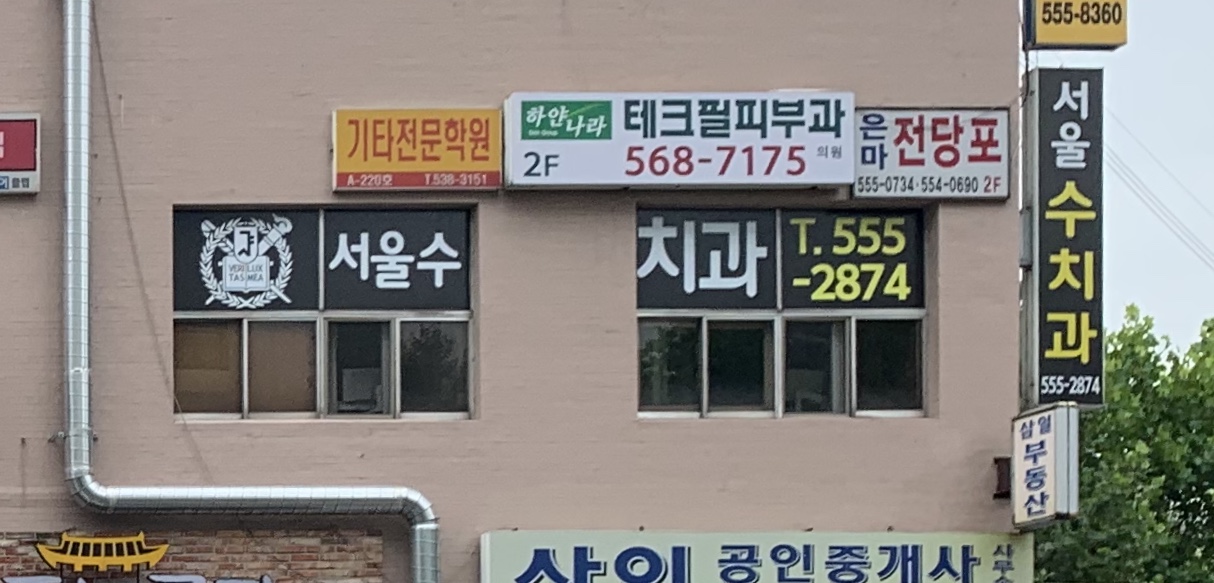 555-8360
기타전문학원
A-220호 T.538-3151
하얀나라
테크필피부과
2F 568-7175 의원
은마 전당포
555-0734·554-0690 2F
VERI LUX
TAS MEA
서울수
치과
T. 555
-2874
서울 수치과
555-2874
삼일
부동산
삼일 공인중개사